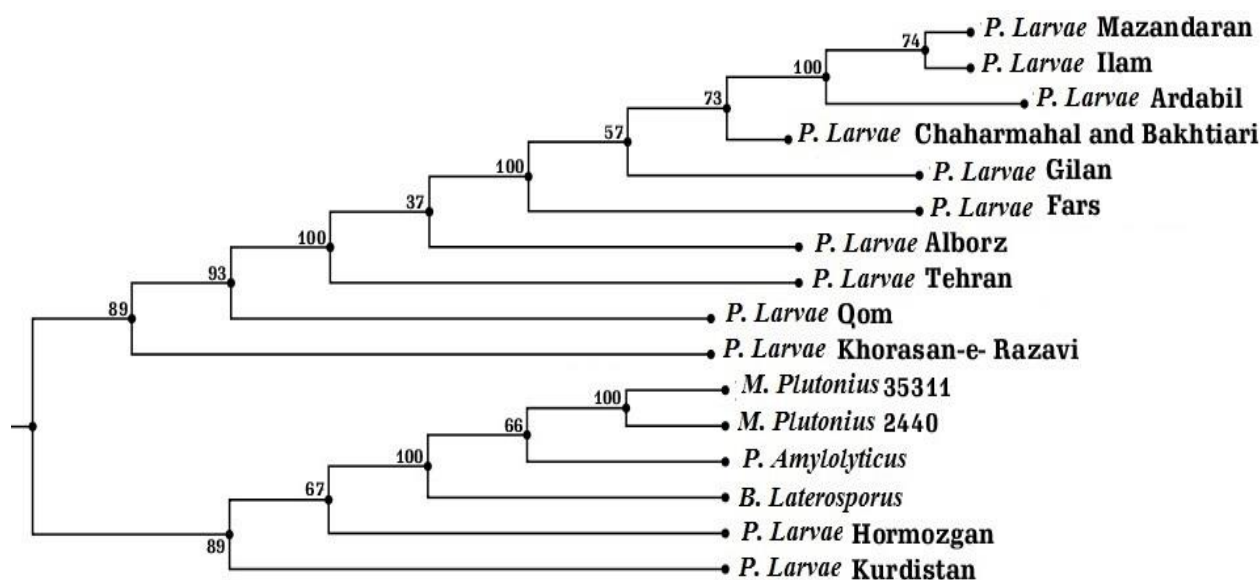 P. Larvae Mazandaran
74
P. Larvae Ilam
100
P. Larvae Ardabil
73
P. Larvae Chaharmahal and Bakhtiari
57
P. Larvae Gilan
100
P. Larvae Fars
37
P. Larvae Alborz
100
P. Larvae Tehran
93
P. Larvae Qom
89
P. Larvae Khorasan-e- Razavi
M. Plutonius 35311
100
M. Plutonius 2440
66
P. Amylolyticus
100
B. Laterosporus
67
P. Larvae Hormozgan
89
P. Larvae Kurdistan